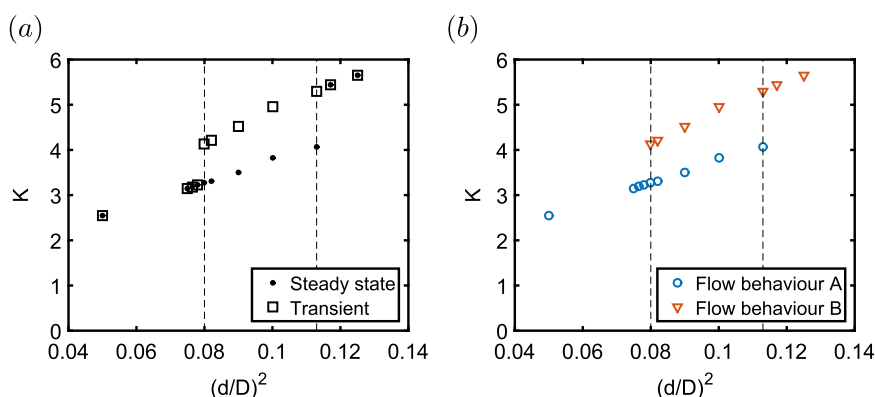 (a)
6
5
4
3
2
1
0
K
0.04
0.06
0.08
0.1
0.12
0.14
(d/D)²
Steady state
Transient
(b)
6
5
4
3
2
1
0
K
0.04
0.06
0.08
0.1
0.12
0.14
(d/D)²
Flow behaviour A
Flow behaviour B